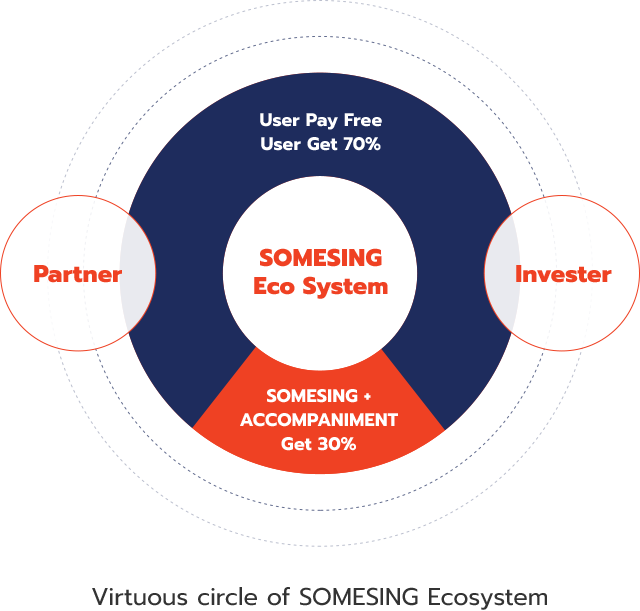 User Pay Free
User Get 70%
Partner
SOMESING
Eco System
Invester
SOMESING +
ACCOMPANIMENT
Get 30%
Virtuous circle of SOMESING Ecosystem